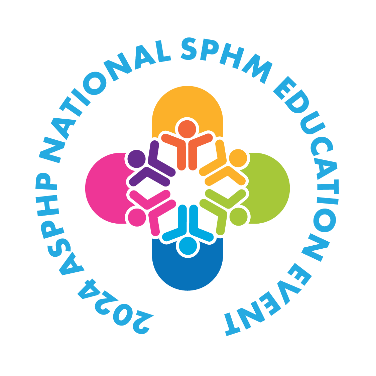 2024 ASPHP NATIONAL SPHM EDUCATION EVENT